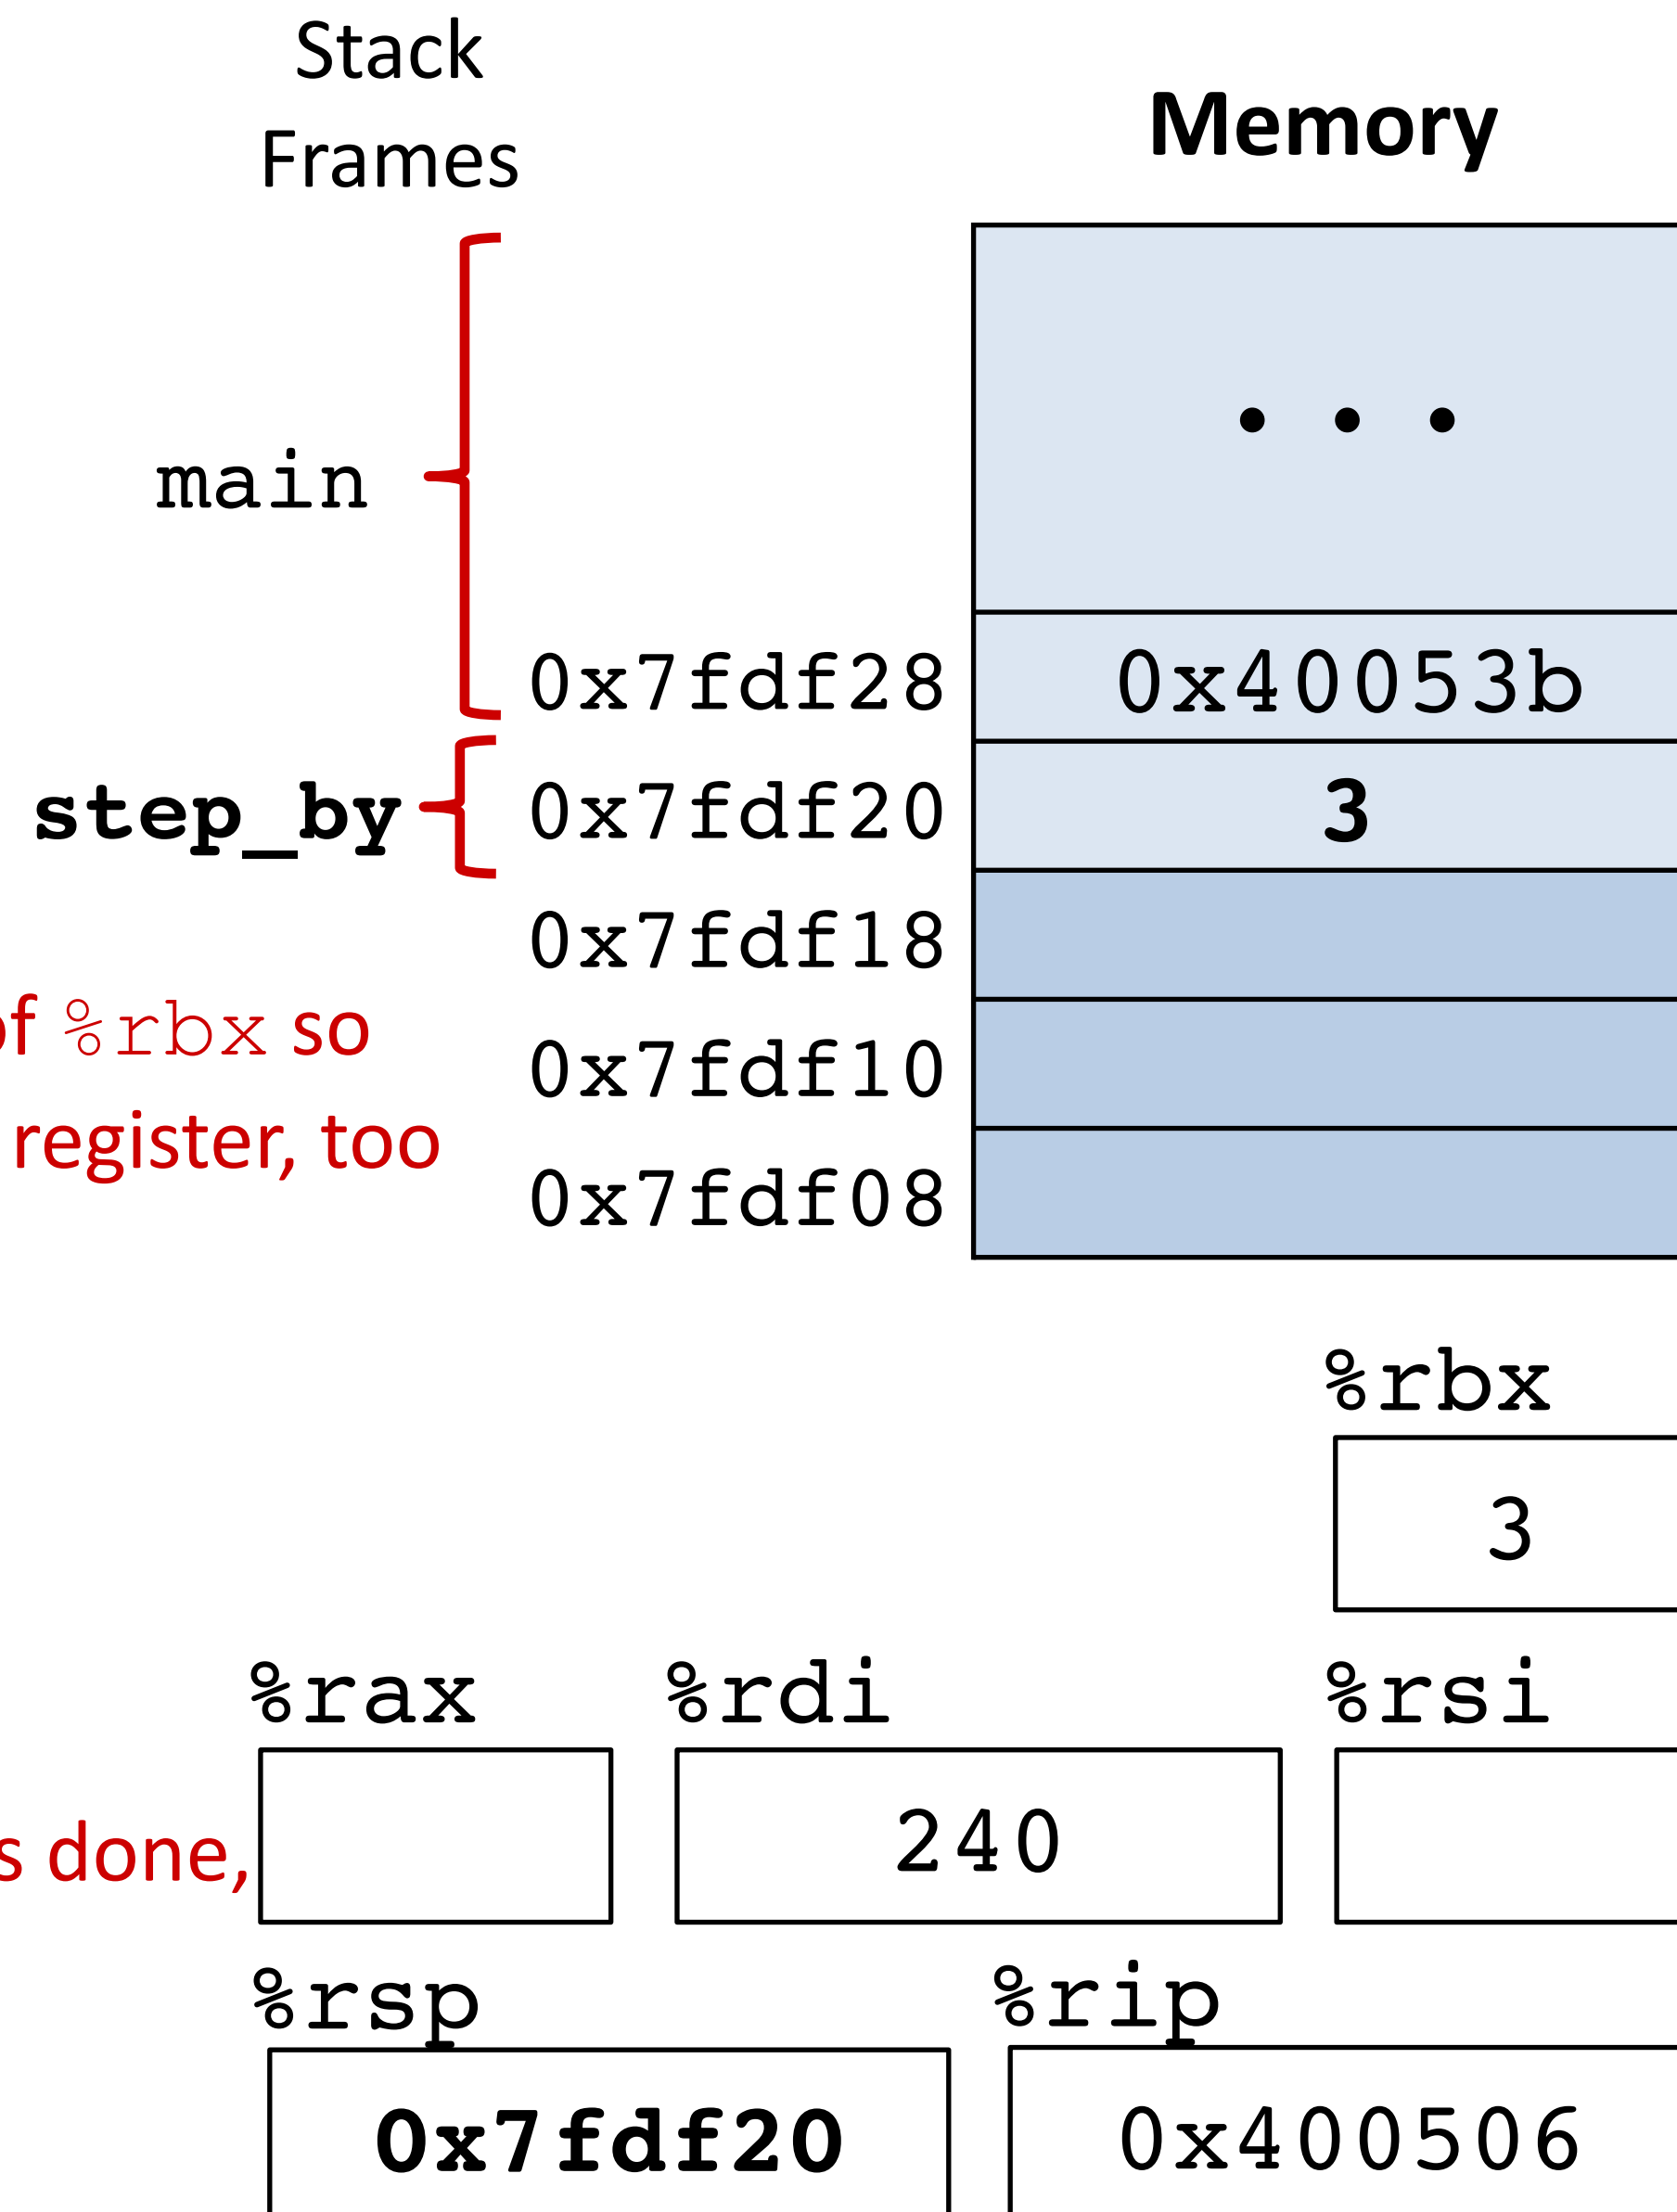 Stack
Frames
Memory
• • •
main
0x7fdf28 0x40053b
step_by 0x7fdf20 3
0x7fdf18
of %rbx so
0x7fdf10
register, too
0x7fdf08
%rbx
3
%rax %rdi %rsi
240
s done,
%rsp %rip
0x7fdf20 0x400506